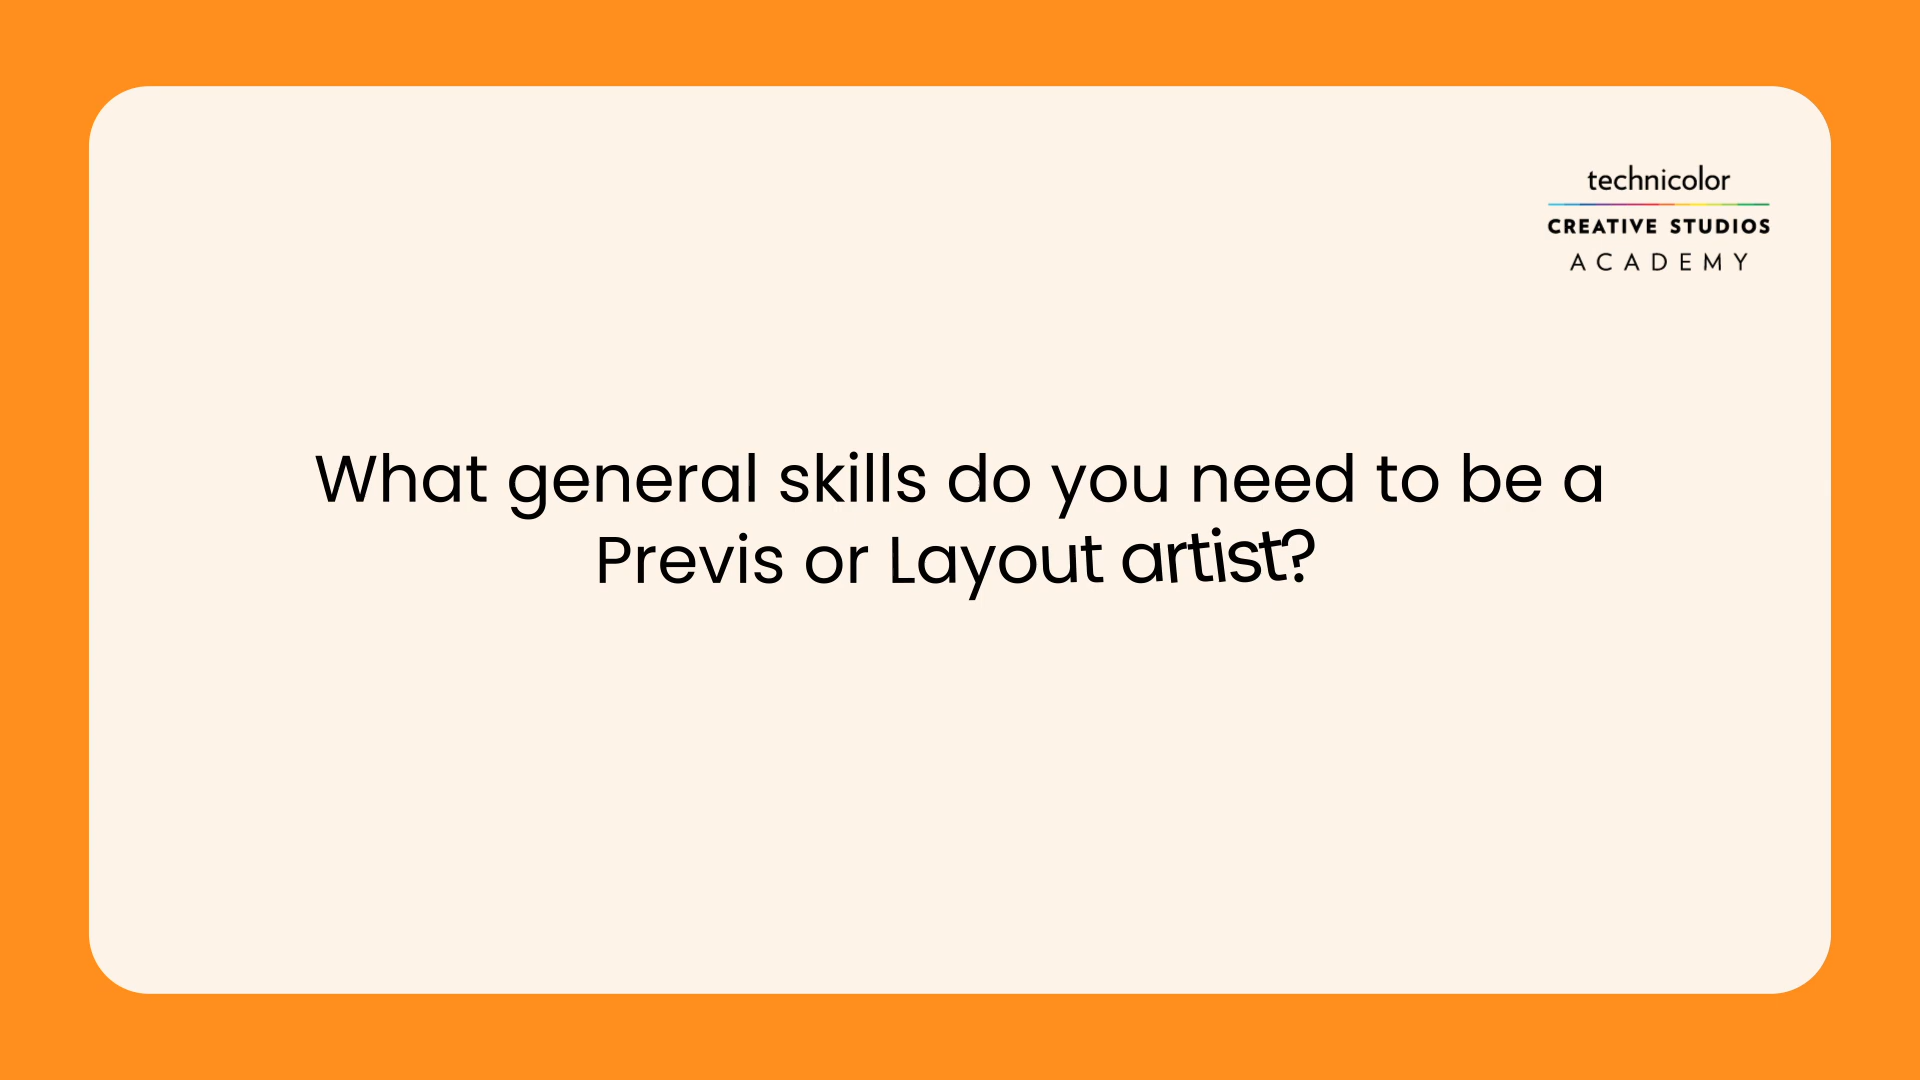 technicolor
CREATIVE STUDIOS
ACADEMY
What general skills do you need to be a
Previs or Layout artist?